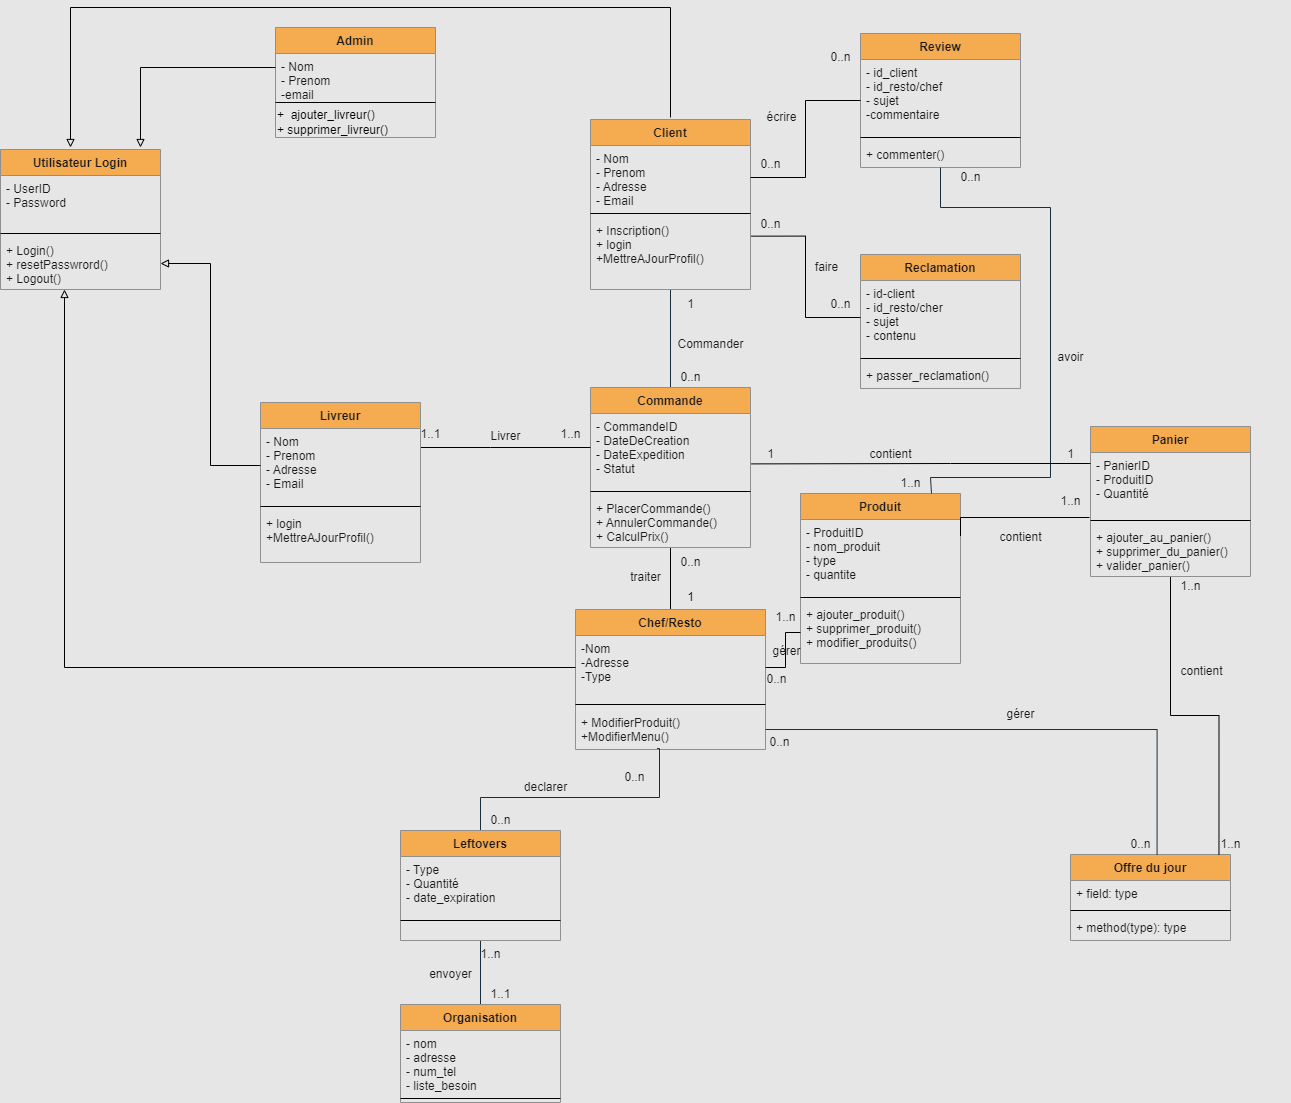 Admin
- Nom
- Prenom
-email
+  ajouter_livreur()
+ supprimer_livreur()
Review
- id_client
- id_resto/chef
- sujet
-commentaire
+ commenter()
0..n
écrire
0..n
0..n
Client
- Nom
- Prenom
- Adresse
- Email
+ Inscription()
+ login
+MettreAJourProfil()
Utilisateur Login
- UserID
- Password
+ Login()
+ resetPasswrord()
+ Logout()
0..n
faire
0..n
Reclamation
- id-client
- id_resto/cher
- sujet
- contenu
+ passer_reclamation()
1
Commander
0..n
avoir
Livreur
- Nom
- Prenom
- Adresse
- Email
+ login
+MettreAJourProfil()
1..1
Livrer
1..n
Commande
- CommandeID
- DateDeCreation
- DateExpedition
- Statut
+ PlacerCommande()
+ AnnulerCommande()
+ CalculPrix()
1
contient
1
Panier
- PanierID
- ProduitID
- Quantité
+ ajouter_au_panier()
+ supprimer_du_panier()
+ valider_panier()
1..n
1..n
contient
Produit
- ProduitID
- nom_produit
- type
- quantite
+ ajouter_produit()
+ supprimer_produit()
+ modifier_produits()
0..n
traiter
1
1..n
gérer
0..n
1..n
contient
Chef/Resto
-Nom
-Adresse
-Type
+ ModifierProduit()
+ModifierMenu()
gérer
0..n
0..n
declarer
0..n
0..n
1..n
Leftovers
- Type
- Quantité
- date_expiration
Offre du jour
+ field: type
+ method(type): type
1..n
envoyer
1..1
Organisation
- nom
- adresse
- num_tel
- liste_besoin